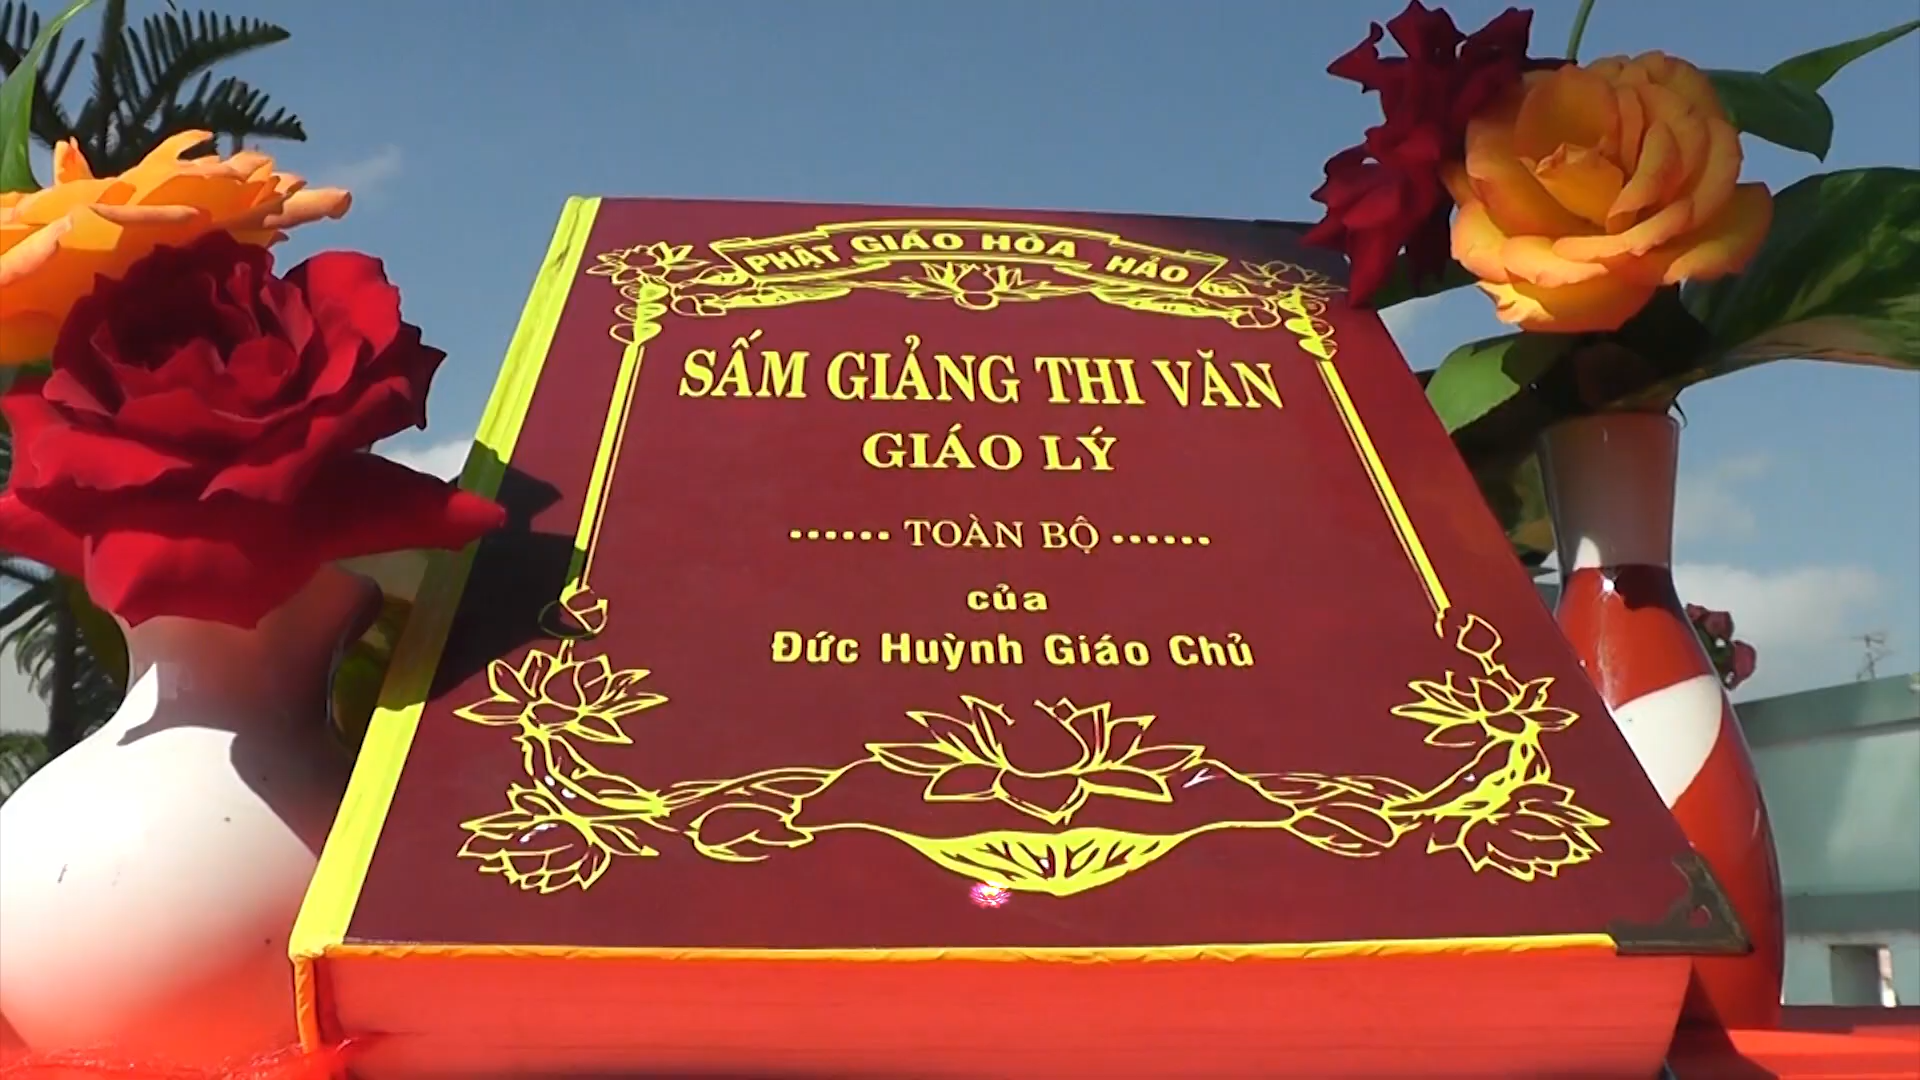 PHẬT GIÁO HÒA HẢO
SẤM GIẢNG THI VĂN
GIÁO LÝ
...... TOÀN BỘ ......
của
Đức Huỳnh Giáo Chủ